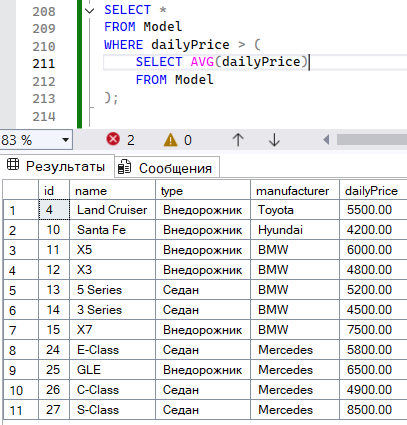 208 SELECT *
209 FROM Model
210 WHERE dailyPrice > (
211 SELECT AVG(dailyPrice)
212 FROM Model
213 );
83 % 2 0
Результаты Сообщения
id name type manufacturer dailyPrice
1 4 Land Cruiser Внедорожник Toyota 5500.00
2 10 Santa Fe Внедорожник Hyundai 4200.00
3 11 X5 Внедорожник BMW 6000.00
4 12 X3 Внедорожник BMW 4800.00
5 13 5 Series Седан BMW 5200.00
6 14 3 Series Седан BMW 4500.00
7 15 X7 Внедорожник BMW 7500.00
8 24 E-Class Седан Mercedes 5800.00
9 25 GLE Внедорожник Mercedes 6500.00
10 26 C-Class Седан Mercedes 4900.00
11 27 S-Class Седан Mercedes 8500.00